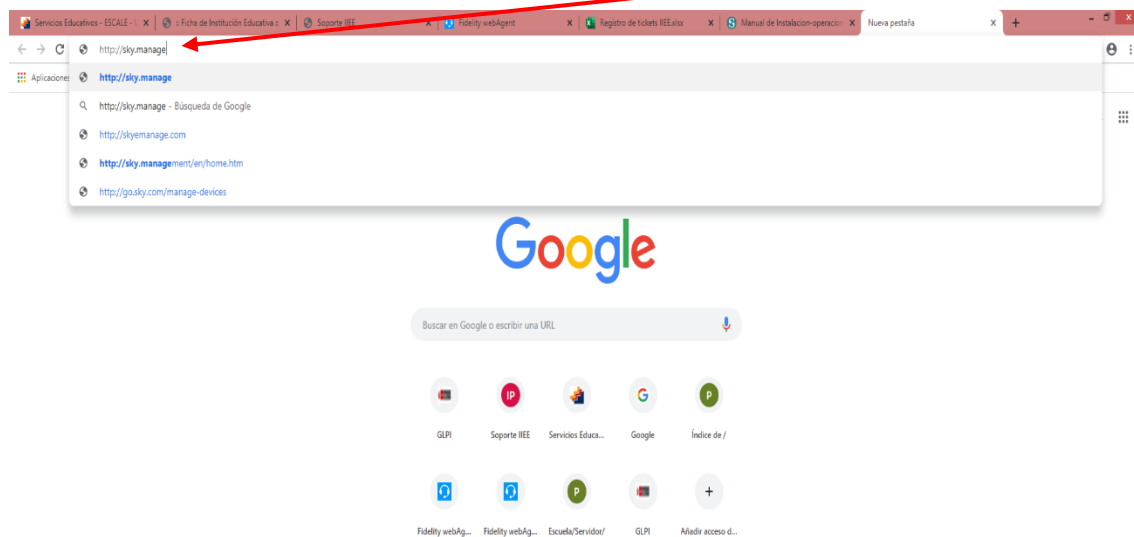 Servicios Educativos - ESCALE - U
:: Ficha de Institución Educativa ::
Soporte IIEE
Fidelity webAgent
Registro de tickets IIEE.xlsx
Manual de Instalacion-operacion
Nueva pestaña
http://sky.manage
Aplicaciones
http://sky.manage
http://sky.manage - Búsqueda de Google
http://skyemanage.com
http://sky.management/en/home.htm
http://go.sky.com/manage-devices
Google
Buscar en Google o escribir una URL
GLPI
IP
Soporte IIEE
Servicios Educa...
G
Google
P
Índice de /
Fidelity webAg...
Fidelity webAg...
P
Escuela/Servidor/
GLPI
Añadir acceso d...